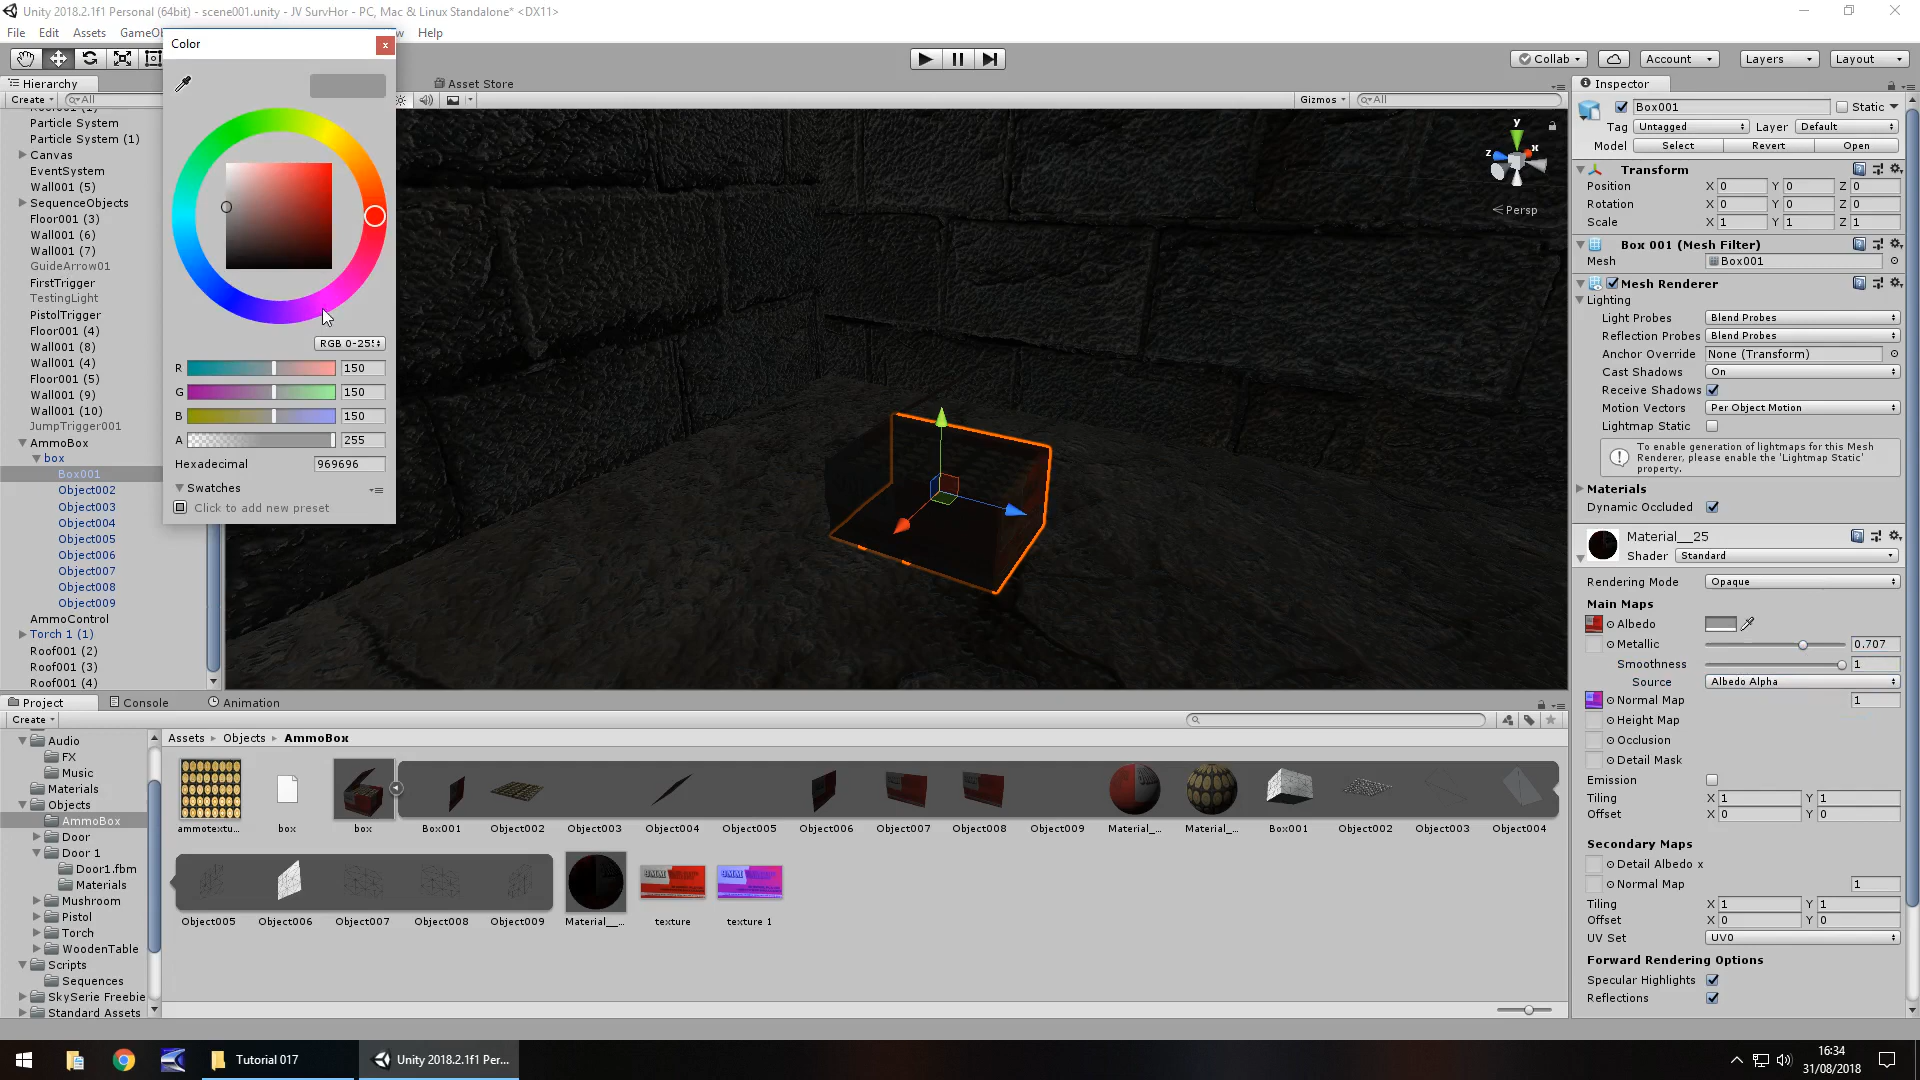 Unity 2018.2.1f1 Personal (64bit) - scene001.unity - JV SurvHor - PC, Mac & Linux Standalone* <DX11>
File Edit Assets GameOb w Help
Color
Collab Account Layers Layout
Hierarchy Asset Store Inspector
Create All Gizmos All
Particle System
Particle System (1)
Canvas
EventSystem
Wall001 (5)
SequenceObjects
Floor001 (3)
Wall001 (6)
Wall001 (7)
GuideArrow01
FirstTrigger
TestingLight
PistolTrigger
Floor001 (4)
Wall001 (8)
Wall001 (4)
Floor001 (5)
Wall001 (9)
Wall001 (10)
JumpTrigger001
AmmoBox
box
Box001
Object002
Object003
Object004
Object005
Object006
Object007
Object008
Object009
AmmoControl
Torch 1 (1)
Roof001 (2)
Roof001 (3)
Roof001 (4)
RGB 0-255
R 150
G 150
B 150
A 255
Hexadecimal 969696
Swatches
Click to add new preset
y
z x
Persp
Box001 Static
Tag Untagged Layer Default
Model Select Revert Open
Transform
Position X 0 Y 0 Z 0
Rotation X 0 Y 0 Z 0
Scale X 1 Y 1 Z 1
Box 001 (Mesh Filter)
Mesh Box001
Mesh Renderer
Lighting
Light Probes Blend Probes
Reflection Probes Blend Probes
Anchor Override None (Transform)
Cast Shadows On
Receive Shadows
Motion Vectors Per Object Motion
Lightmap Static
To enable generation of lightmaps for this Mesh
Renderer, please enable the 'Lightmap Static'
property.
Materials
Dynamic Occluded
Material__25
Shader Standard
Rendering Mode Opaque
Main Maps
Albedo
Metallic 0.707
Smoothness 1
Source Albedo Alpha
Normal Map 1
Height Map
Occlusion
Detail Mask
Emission
Tiling X 1 Y 1
Offset X 0 Y 0
Secondary Maps
Detail Albedo x
Normal Map 1
Tiling X 1 Y 1
Offset X 0 Y 0
UV Set UV0
Forward Rendering Options
Specular Highlights
Reflections
Project Console Animation
Create
Audio
FX
Music
Materials
Objects
AmmoBox
Door
Door 1
Door1.fbm
Materials
Mushroom
Pistol
Torch
WoodenTable
Scripts
Sequences
SkySerie Freebie
Standard Assets
Assets Objects AmmoBox
ammotextu... box box Box001 Object002 Object003 Object004 Object005 Object006 Object007 Object008 Object009 Material_... Material_... Box001 Object002 Object003 Object004
Object005 Object006 Object007 Object008 Object009 Material__... texture texture 1
Tutorial 017 Unity 2018.2.1f1 Per...
16:34
31/08/2018